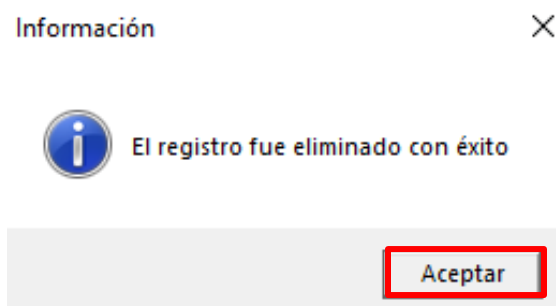 Información
El registro fue eliminado con éxito
Aceptar